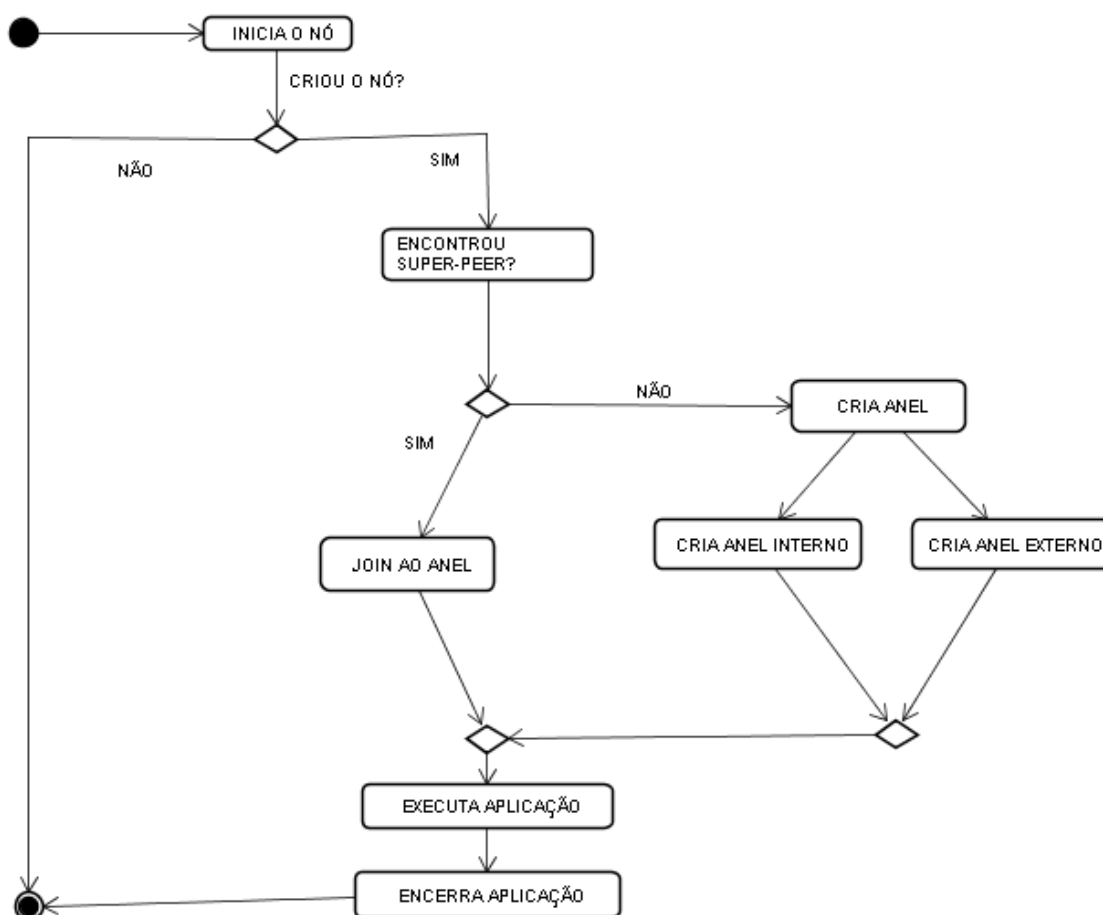 INICIA O NÓ
CRIOU O NÓ?
NÃO
SIM
ENCONTROU
SUPER-PEER?
NÃO
CRIA ANEL
SIM
CRIA ANEL INTERNO
CRIA ANEL EXTERNO
JOIN AO ANEL
EXECUTA APLICAÇÃO
ENCERRA APLICAÇÃO